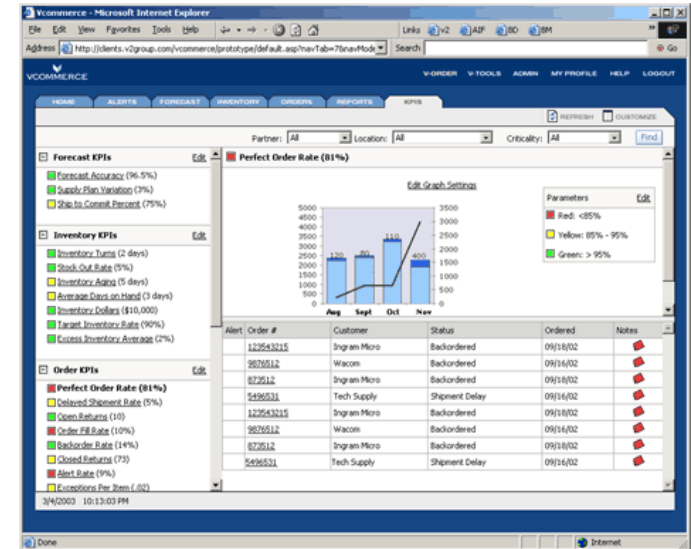 Vcommerce - Microsoft Internet Explorer
File Edit View Favorites Tools Help Links v2 AIF BD BM
Address http://clients.v2group.com/vcommerce/prototype/default.asp?navTab=7&navMode Search Go
VCOMMERCE V-ORDER V-TOOLS ADMIN MY PROFILE HELP LOGOUT
HOME ALERTS FORECAST INVENTORY ORDERS REPORTS KPIS
REFRESH CUSTOMIZE
Partner: All Location: All Criticality: All Find
Forecast KPIs Edit
Forecast Accuracy (96.5%)
Supply Plan Variation (3%)
Ship to Commit Percent (75%)
Inventory KPIs Edit
Inventory Turns (2 days)
Stock Out Rate (5%)
Inventory Aging (5 days)
Average Days on Hand (3 days)
Inventory Dollars ($10,000)
Target Inventory Rate (90%)
Excess Inventory Average (2%)
Order KPIs Edit
Perfect Order Rate (81%)
Delayed Shipment Rate (5%)
Open Returns (10)
Order Fill Rate (10%)
Backorder Rate (14%)
Closed Returns (73)
Alert Rate (9%)
Exceptions Per Item (.02)
Perfect Order Rate (81%)
Edit Graph Settings
5000 3500
4500 3000
4000 2500
3500 2000
3000 1500
2500 1000
2000 500
1500 0
1000
500
0
120 80 110 400
Aug Sept Oct Nov
Parameters Edit
Red: <85%
Yellow: 85% - 95%
Green: > 95%
Alert Order # Customer Status Ordered Notes
123543215 Ingram Micro Backordered 09/18/02
9876512 Wacom Backordered 09/16/02
873512 Ingram Micro Backordered 09/18/02
5496531 Tech Supply Shipment Delay 09/16/02
123543215 Ingram Micro Backordered 09/18/02
9876512 Wacom Backordered 09/16/02
873512 Ingram Micro Backordered 09/18/02
5496531 Tech Supply Shipment Delay 09/16/02
3/4/2003 10:13:03 PM
Done Internet